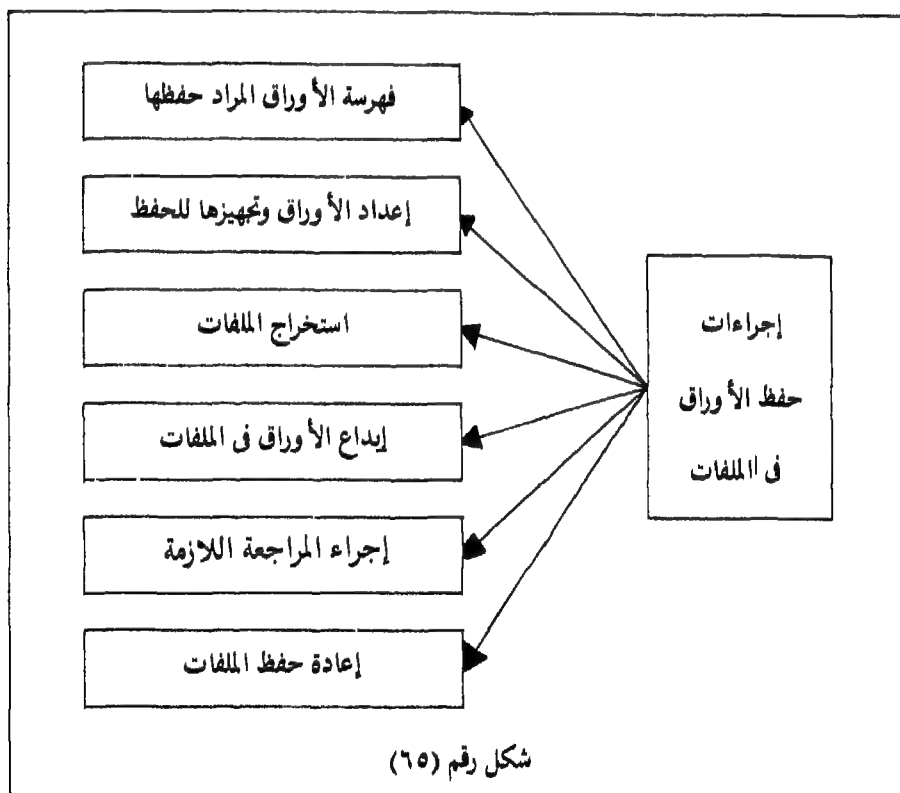 إجراءات
حفظ الأوراق
فى الملفات
فهرسة الأوراق المراد حفظها
إعداد الأوراق وتجهيزها للحفظ
استخراج الملفات
إيداع الأوراق فى الملفات
إجراء المراجعة اللازمة
إعادة حفظ الملفات
شكل رقم (٦٥)